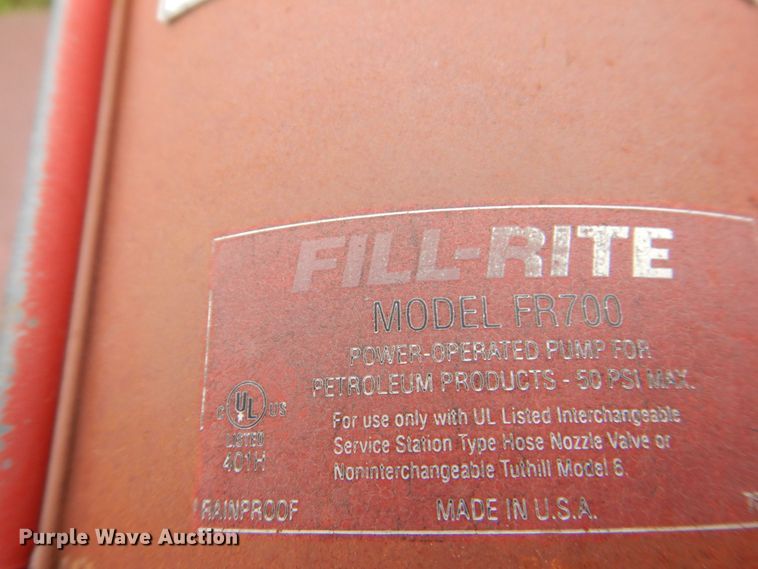 FILL-RITE
MODEL FR700
POWER-OPERATED PUMP FOR
PETROLEUM PRODUCTS - 50 PSI MAX.
C UL US
LISTED
401H
For use only with UL Listed Interchangeable
Service Station Type Hose Nozzle Valve or
Noninterchangeable Tuthill Model 6.
RAINPROOF
MADE IN U.S.A.
Purple Wave Auction